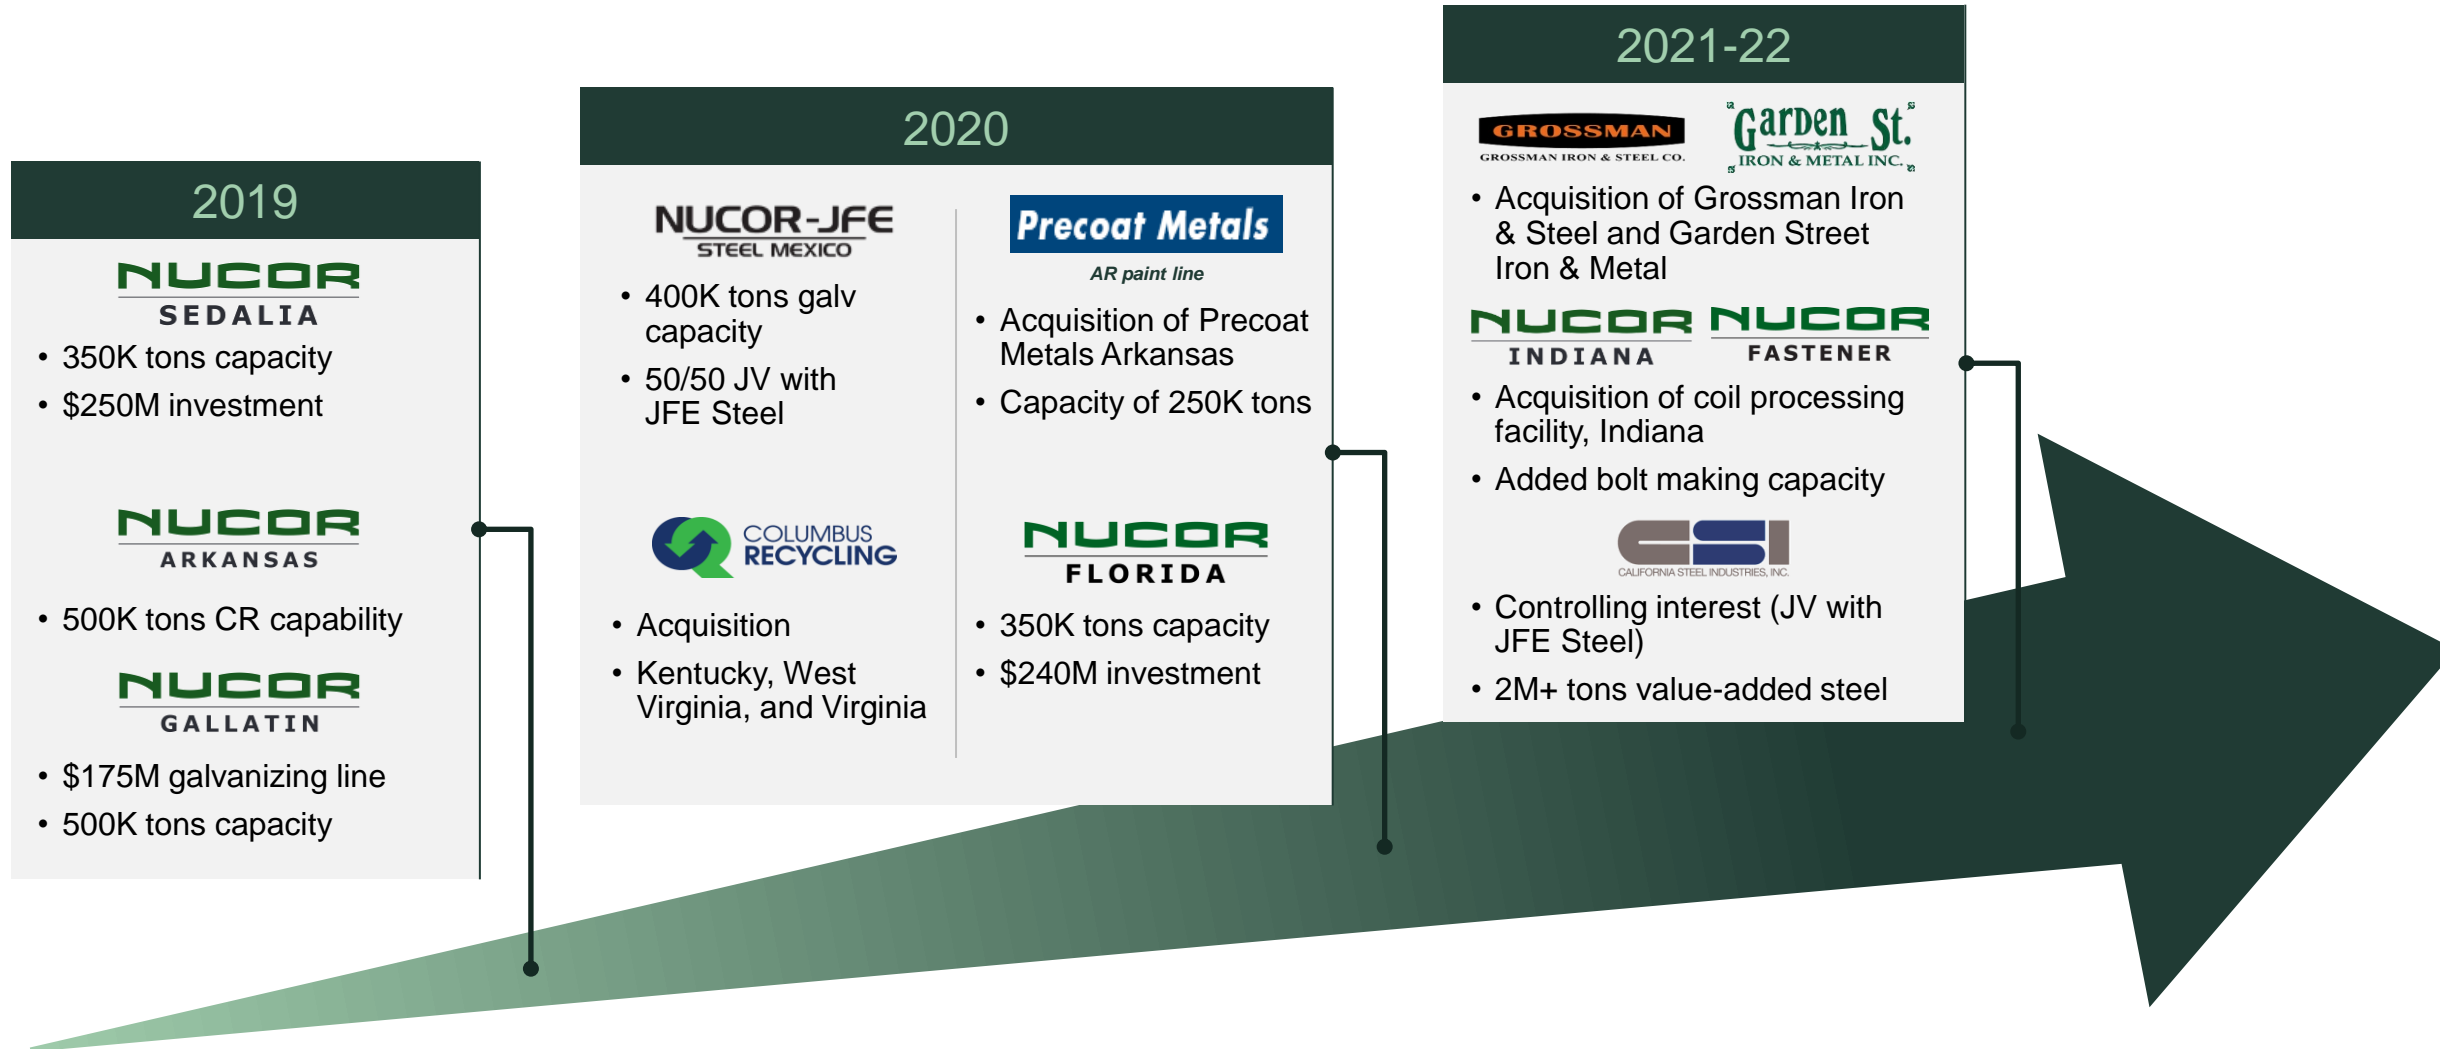 2019
NUCOR
SEDALIA
• 350K tons capacity
• $250M investment
NUCOR
ARKANSAS
• 500K tons CR capability
NUCOR
GALLATIN
• $175M galvanizing line
• 500K tons capacity
2020
NUCOR-JFE
STEEL MEXICO
• 400K tons galv
capacity
• 50/50 JV with
JFE Steel
COLUMBUS
RECYCLING
• Acquisition
• Kentucky, West
Virginia, and Virginia
Precoat Metals
AR paint line
• Acquisition of Precoat
Metals Arkansas
• Capacity of 250K tons
NUCOR
FLORIDA
• 350K tons capacity
• $240M investment
2021-22
GROSSMAN
GROSSMAN IRON & STEEL CO.
Garden St.
IRON & METAL INC.
• Acquisition of Grossman Iron
& Steel and Garden Street
Iron & Metal
NUCOR
INDIANA
NUCOR
FASTENER
• Acquisition of coil processing
facility, Indiana
• Added bolt making capacity
CSI
CALIFORNIA STEEL INDUSTRIES, INC.
• Controlling interest (JV with
JFE Steel)
• 2M+ tons value-added steel